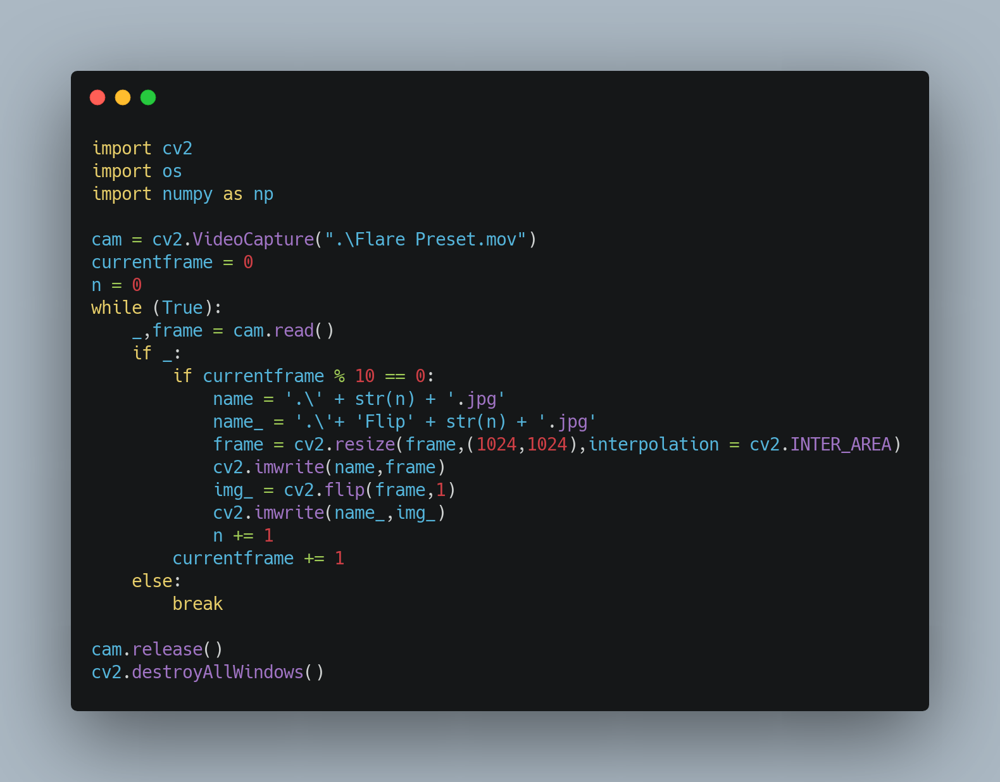 import cv2
import os
import numpy as np

cam = cv2.VideoCapture(".\Flare Preset.mov")
currentframe = 0
n = 0
while (True):
    _,frame = cam.read()
    if _:
        if currentframe % 10 == 0:
            name = '.\' + str(n) + '.jpg'
            name_ = '.\'+ 'Flip' + str(n) + '.jpg'
            frame = cv2.resize(frame,(1024,1024),interpolation = cv2.INTER_AREA)
            cv2.imwrite(name,frame)
            img_ = cv2.flip(frame,1)
            cv2.imwrite(name_,img_)
            n += 1
        currentframe += 1
    else:
        break

cam.release()
cv2.destroyAllWindows()